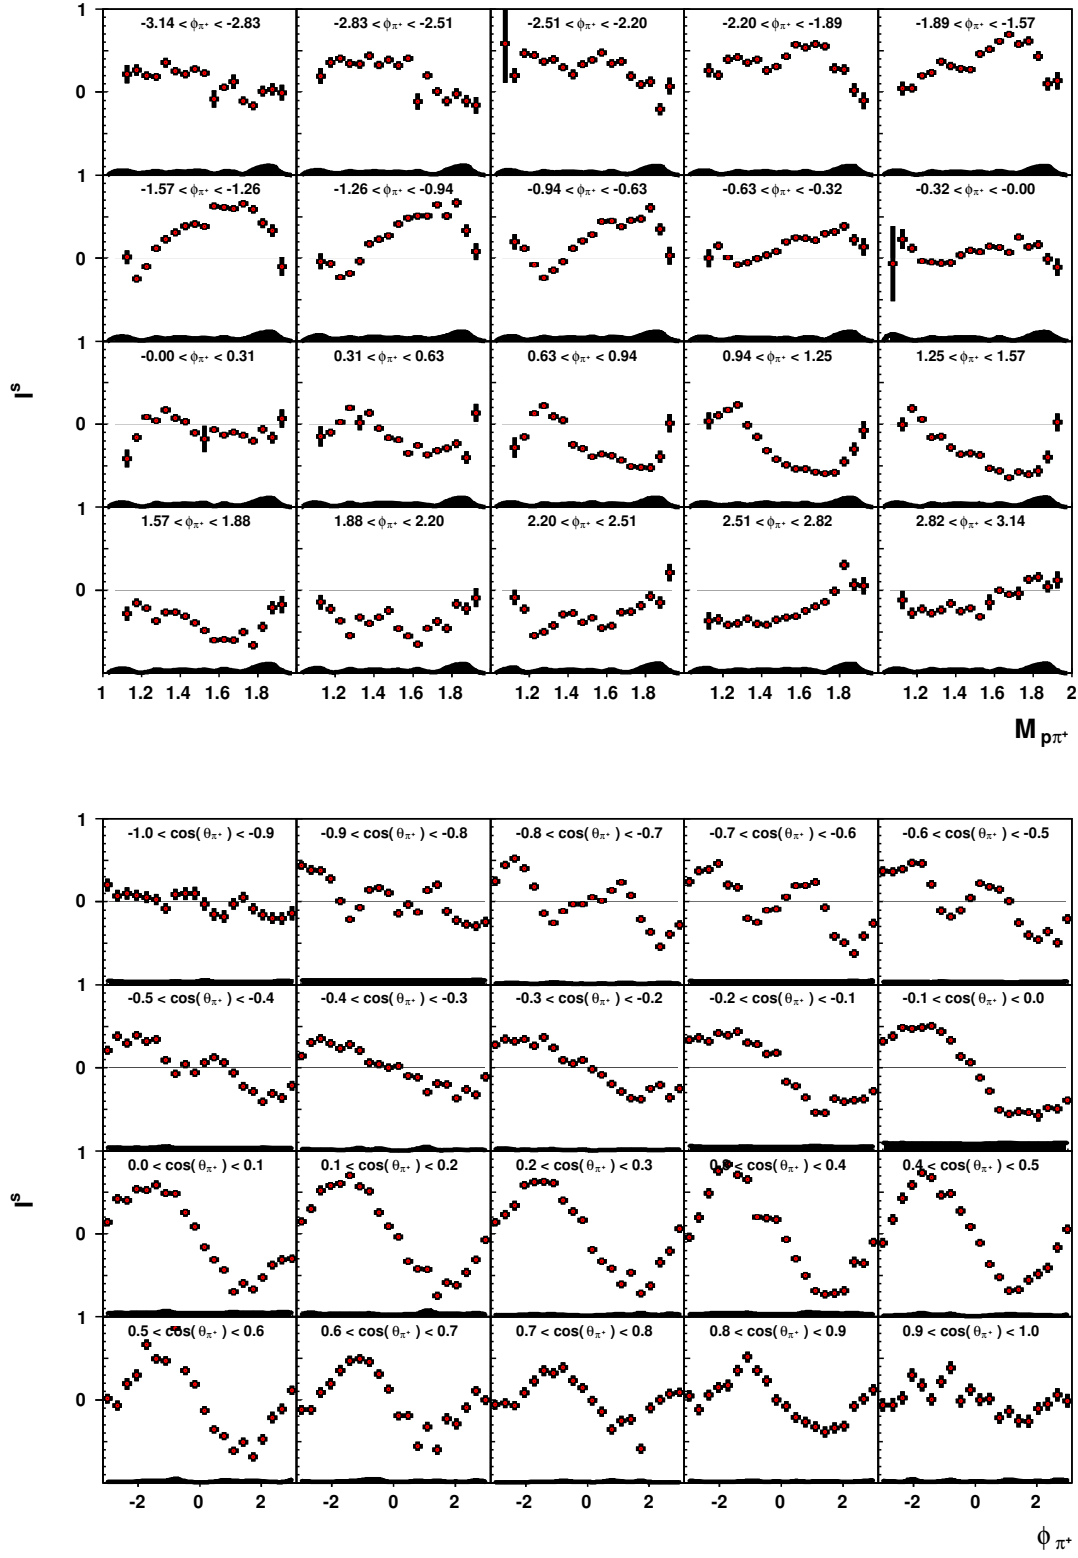 1
-3.14 < ϕπ+ < -2.83
-2.83 < ϕπ+ < -2.51
-2.51 < ϕπ+ < -2.20
-2.20 < ϕπ+ < -1.89
-1.89 < ϕπ+ < -1.57
0
1
-1.57 < ϕπ+ < -1.26
-1.26 < ϕπ+ < -0.94
-0.94 < ϕπ+ < -0.63
-0.63 < ϕπ+ < -0.32
-0.32 < ϕπ+ < -0.00
0
1
-0.00 < ϕπ+ < 0.31
0.31 < ϕπ+ < 0.63
0.63 < ϕπ+ < 0.94
0.94 < ϕπ+ < 1.25
1.25 < ϕπ+ < 1.57
Is
0
1
1.57 < ϕπ+ < 1.88
1.88 < ϕπ+ < 2.20
2.20 < ϕπ+ < 2.51
2.51 < ϕπ+ < 2.82
2.82 < ϕπ+ < 3.14
0
1 1.2 1.4 1.6 1.8 1.2 1.4 1.6 1.8 1.2 1.4 1.6 1.8 1.2 1.4 1.6 1.8 1.2 1.4 1.6 1.8 2
M pπ+
1
-1.0 < cos( θπ+ ) < -0.9
-0.9 < cos( θπ+ ) < -0.8
-0.8 < cos( θπ+ ) < -0.7
-0.7 < cos( θπ+ ) < -0.6
-0.6 < cos( θπ+ ) < -0.5
0
1
-0.5 < cos( θπ+ ) < -0.4
-0.4 < cos( θπ+ ) < -0.3
-0.3 < cos( θπ+ ) < -0.2
-0.2 < cos( θπ+ ) < -0.1
-0.1 < cos( θπ+ ) < 0.0
0
1
0.0 < cos( θπ+ ) < 0.1
0.1 < cos( θπ+ ) < 0.2
0.2 < cos( θπ+ ) < 0.3
0.3 < cos( θπ+ ) < 0.4
0.4 < cos( θπ+ ) < 0.5
Is
0
1
0.5 < cos( θπ+ ) < 0.6
0.6 < cos( θπ+ ) < 0.7
0.7 < cos( θπ+ ) < 0.8
0.8 < cos( θπ+ ) < 0.9
0.9 < cos( θπ+ ) < 1.0
0
-2 0 2 -2 0 2 -2 0 2 -2 0 2 -2 0 2
ϕ π+